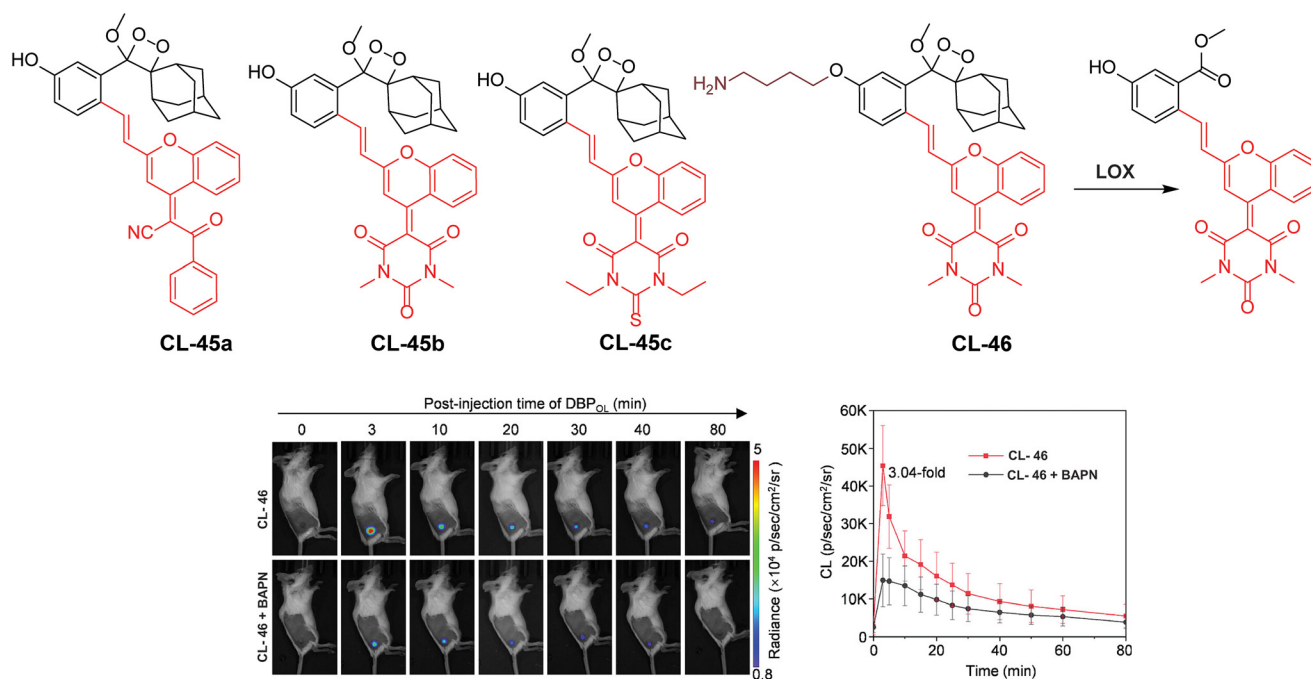 HO
O
O
O
O
NC
O
CL-45a
HO
O
O
O
O
O
O
N
N
O
CL-45b
HO
O
O
O
O
O
O
N
N
S
CL-45c
H₂N
O
O
O
O
O
O
O
N
N
O
CL-46
LOX
HO
O
O
O
O
O
N
N
O
Post-injection time of DBP_OL (min)
0 3 10 20 30 40 80
CL- 46
CL- 46 + BAPN
5
Radiance (×10⁴ p/sec/cm²/sr)
0.8
60K
50K
40K
30K
20K
10K
0
CL (p/sec/cm²/sr)
3.04-fold
CL- 46
CL- 46 + BAPN
0 20 40 60 80
Time (min)